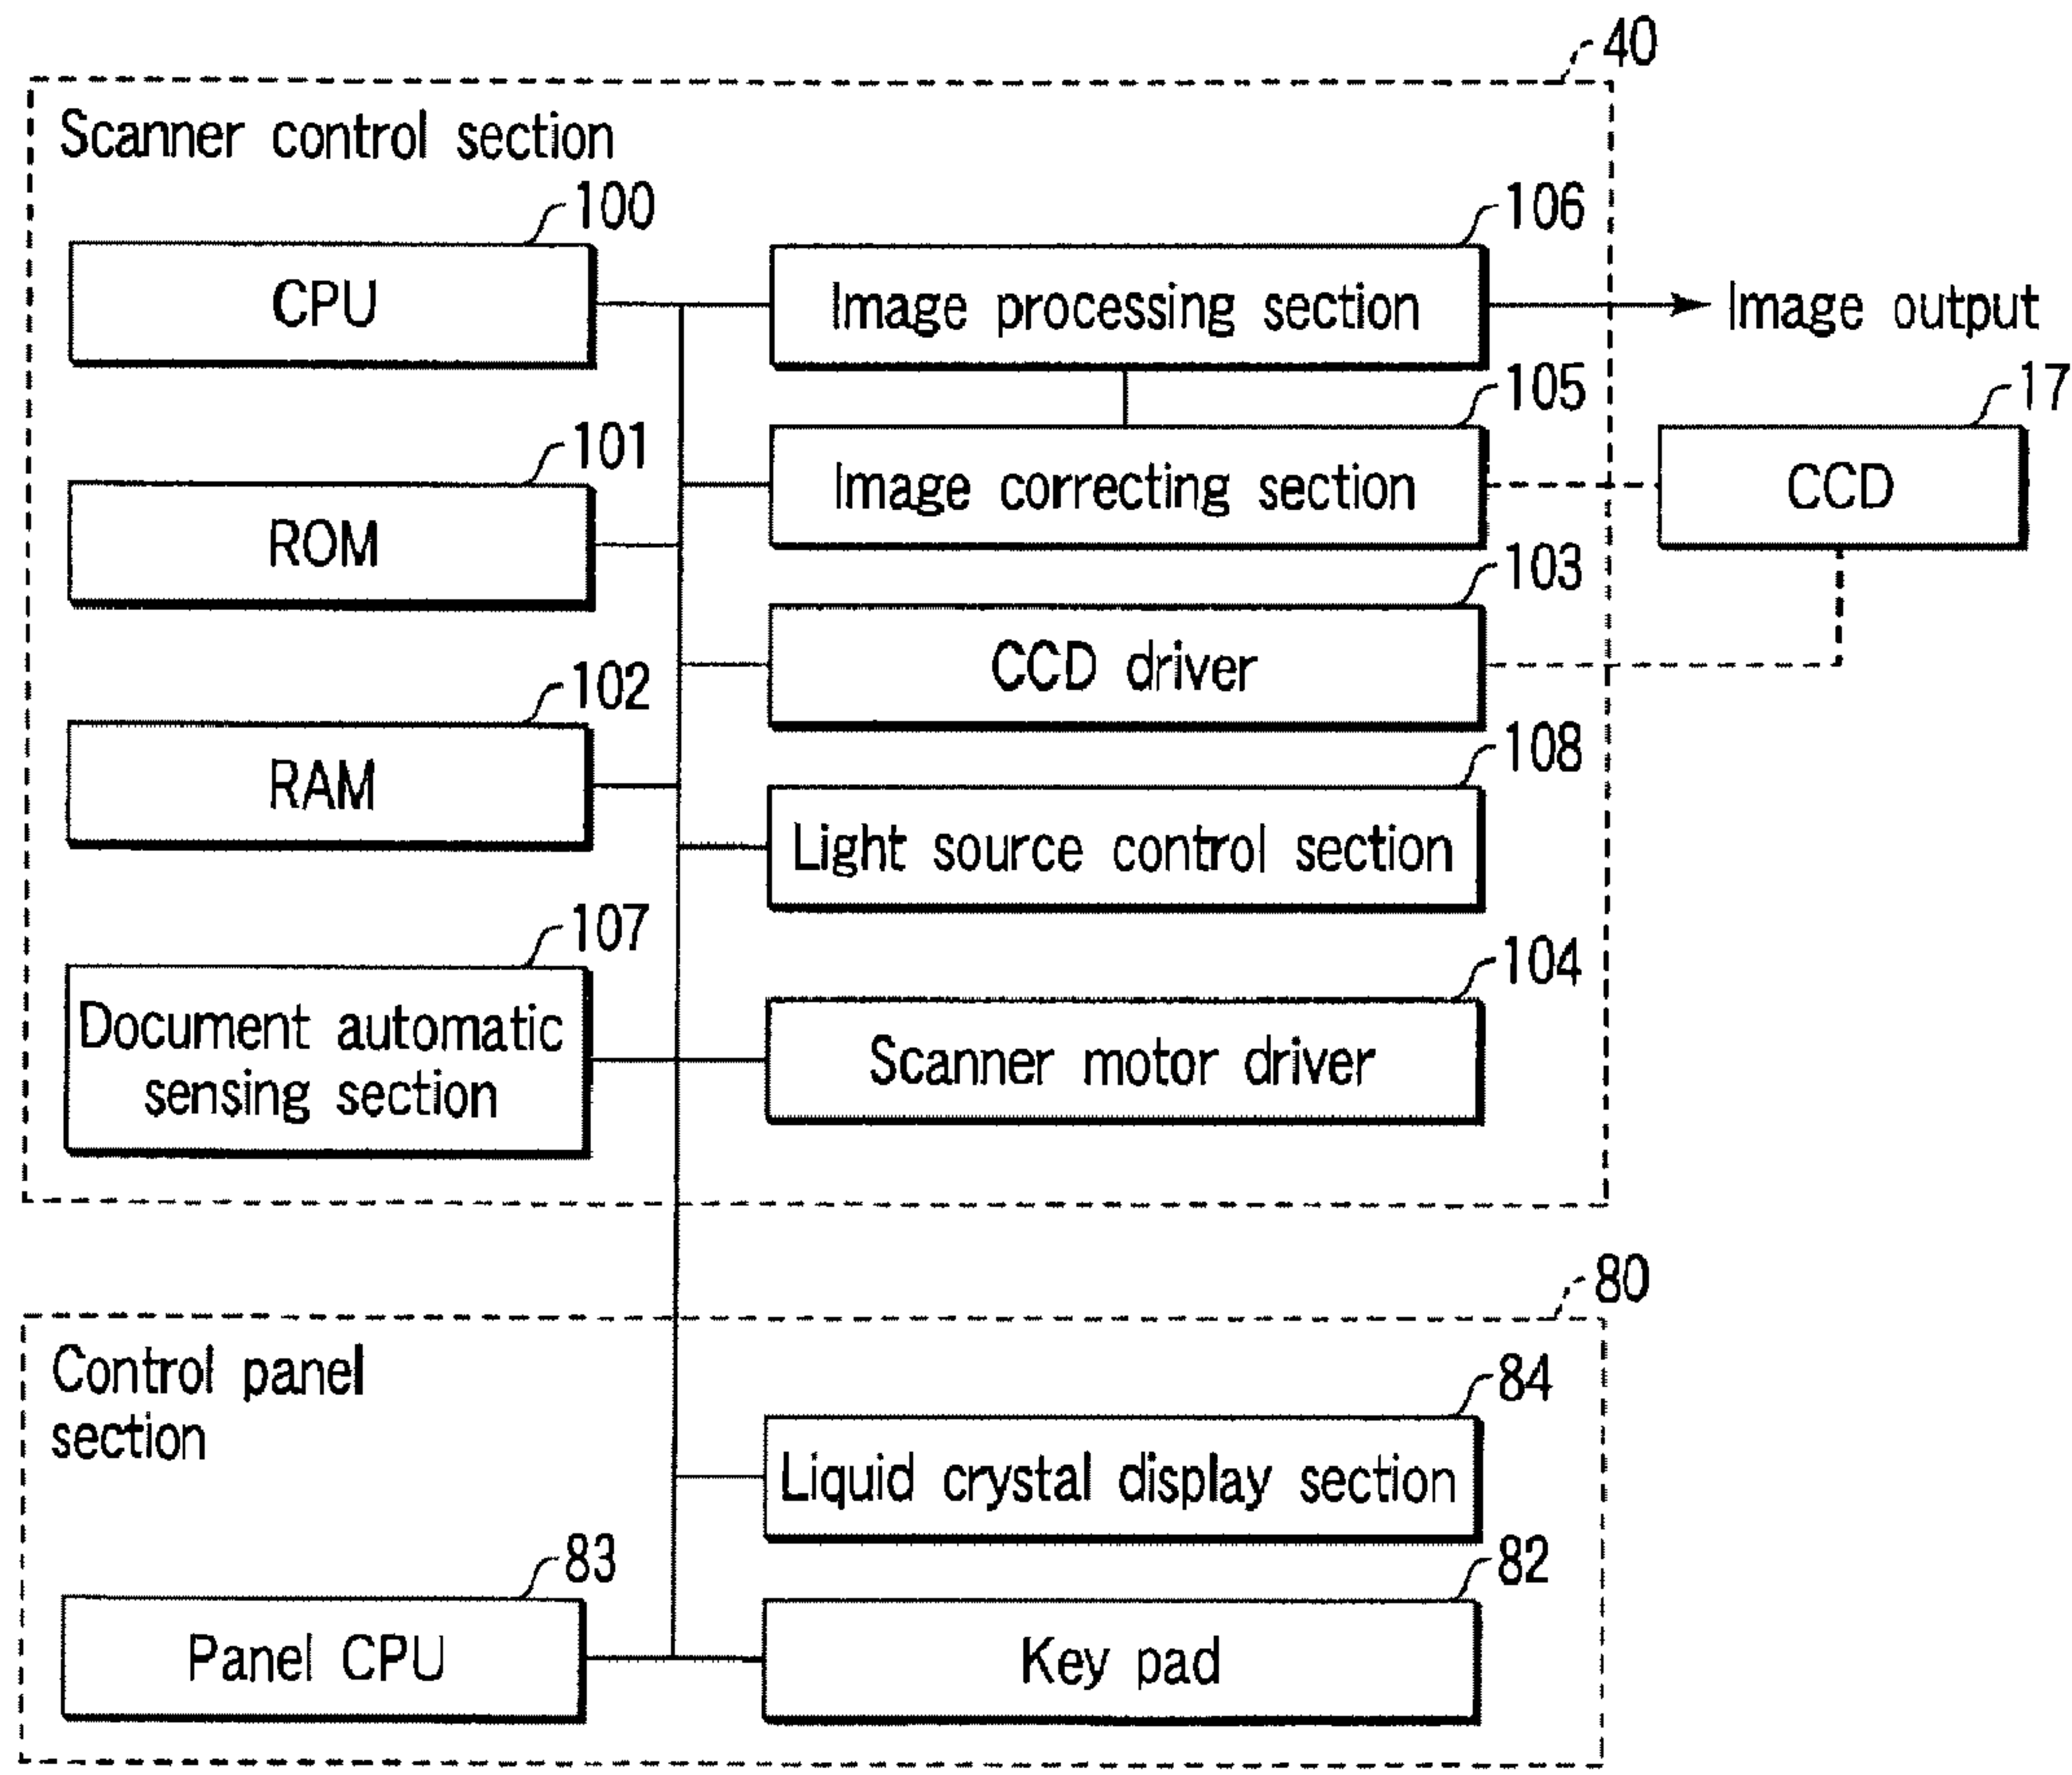 40
Scanner control section
100
CPU
106
Image processing section
Image output
105
Image correcting section
17
CCD
101
ROM
103
CCD driver
102
RAM
108
Light source control section
107
Document automatic
sensing section
104
Scanner motor driver
80
Control panel
section
84
Liquid crystal display section
83
Panel CPU
82
Key pad